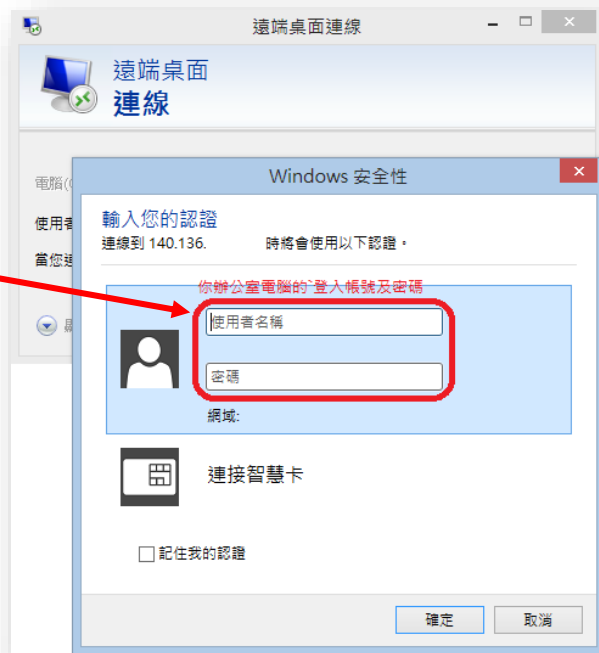 遠端桌面連線
遠端桌面
連線
電腦(
Windows 安全性
使用者
當您連
輸入您的認證
連線到 140.136. 時將會使用以下認證。
你辦公室電腦的`登入帳號及密碼
使用者名稱
密碼
網域:
連接智慧卡
記住我的認證
確定 取消